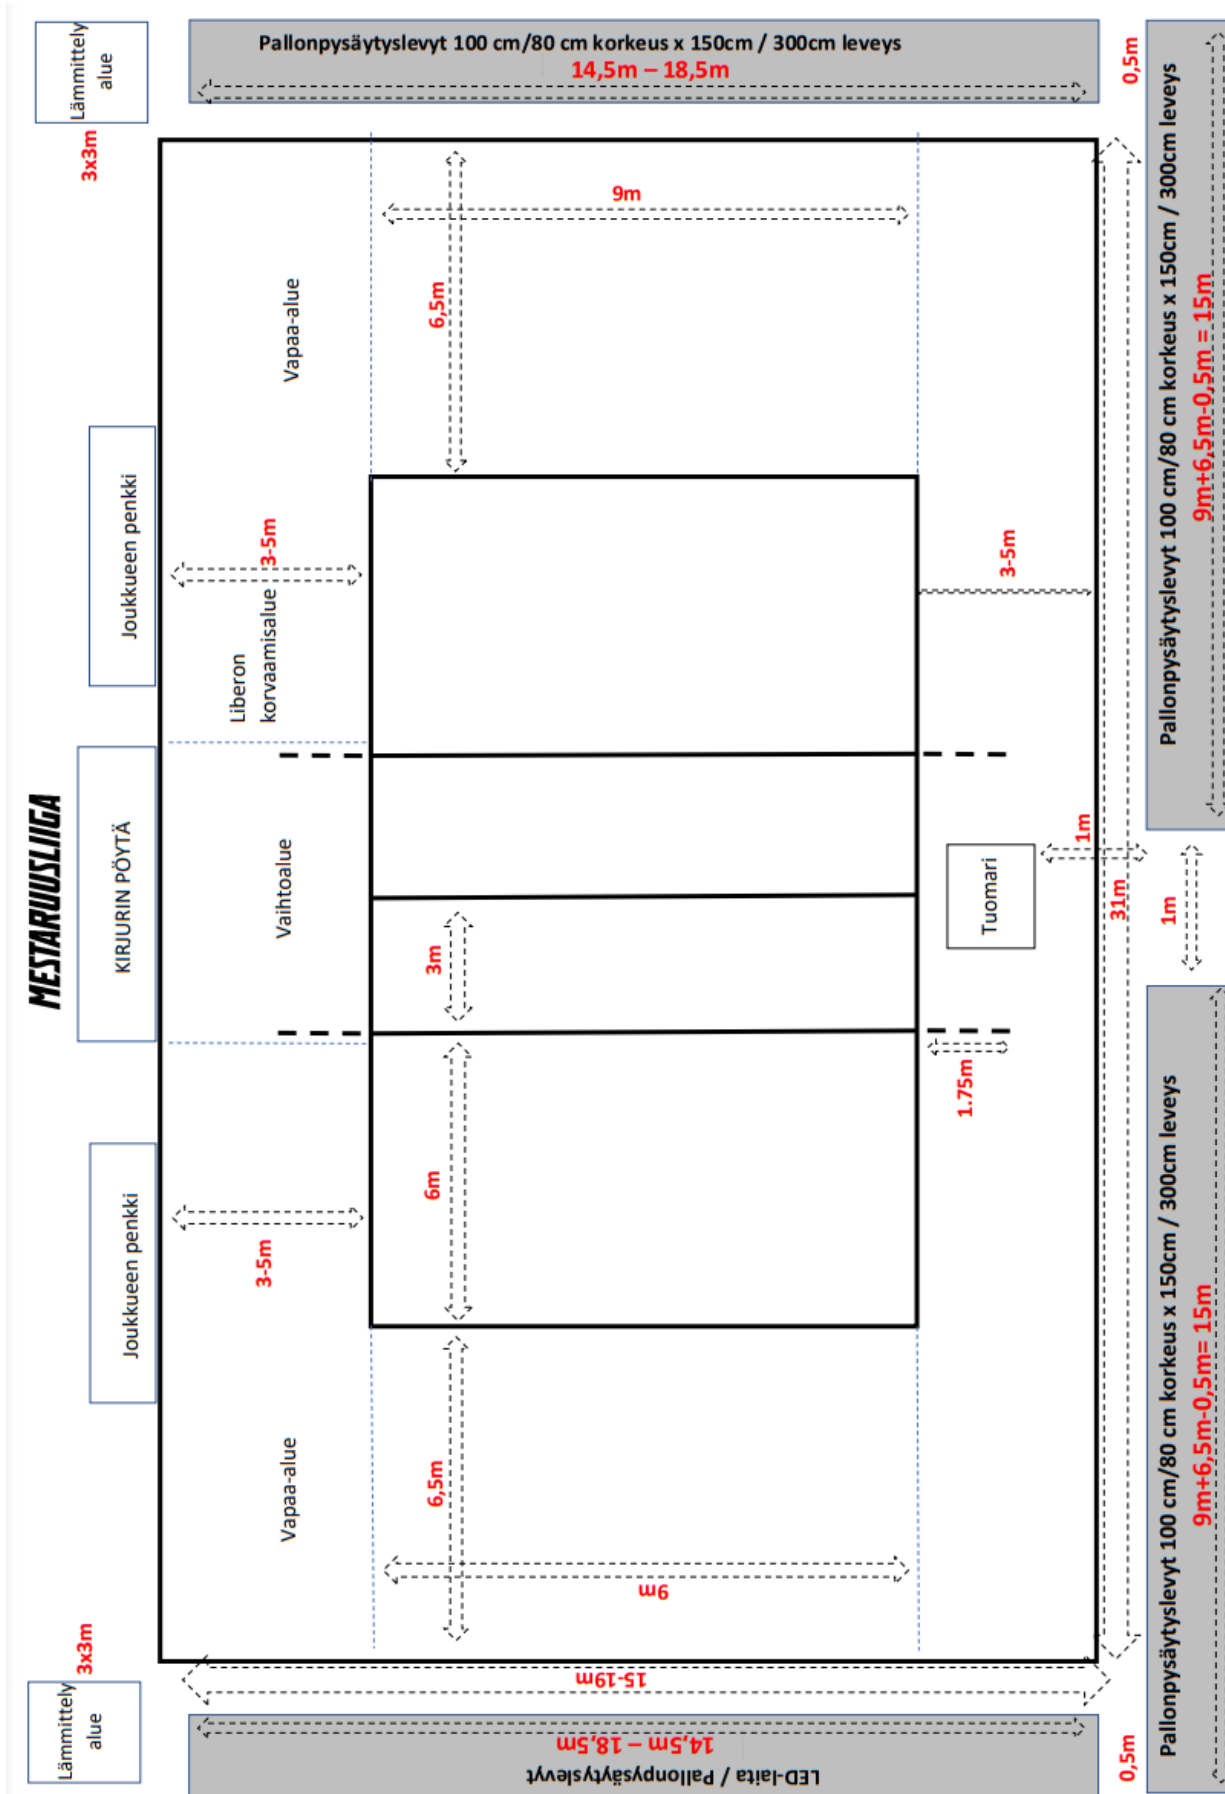 MESTARUUSLIIGA
Lämmittely
alue
3x3m
Joukkueen penkki
KIRJURIN PÖYTÄ
Joukkueen penkki
Lämmittely
alue
3x3m
Pallonpysäytyslevyt 100 cm/80 cm korkeus x 150cm / 300cm leveys
14,5m – 18,5m
0,5m
LED-laita / Pallonpysäytyslevyt
14,5m – 18,5m
0,5m
15-19m
Vapaa-alue
3-5m
Vaihtoalue
Liberon
korvaamisalue
3-5m
Vapaa-alue
6,5m
6m
3m
6,5m
9m
9m
1.75m
Tuomari
3-5m
1m
31m
1m
Pallonpysäytyslevyt 100 cm/80 cm korkeus x 150cm / 300cm leveys
9m+6,5m-0,5m= 15m
Pallonpysäytyslevyt 100 cm/80 cm korkeus x 150cm / 300cm leveys
9m+6,5m-0,5m = 15m